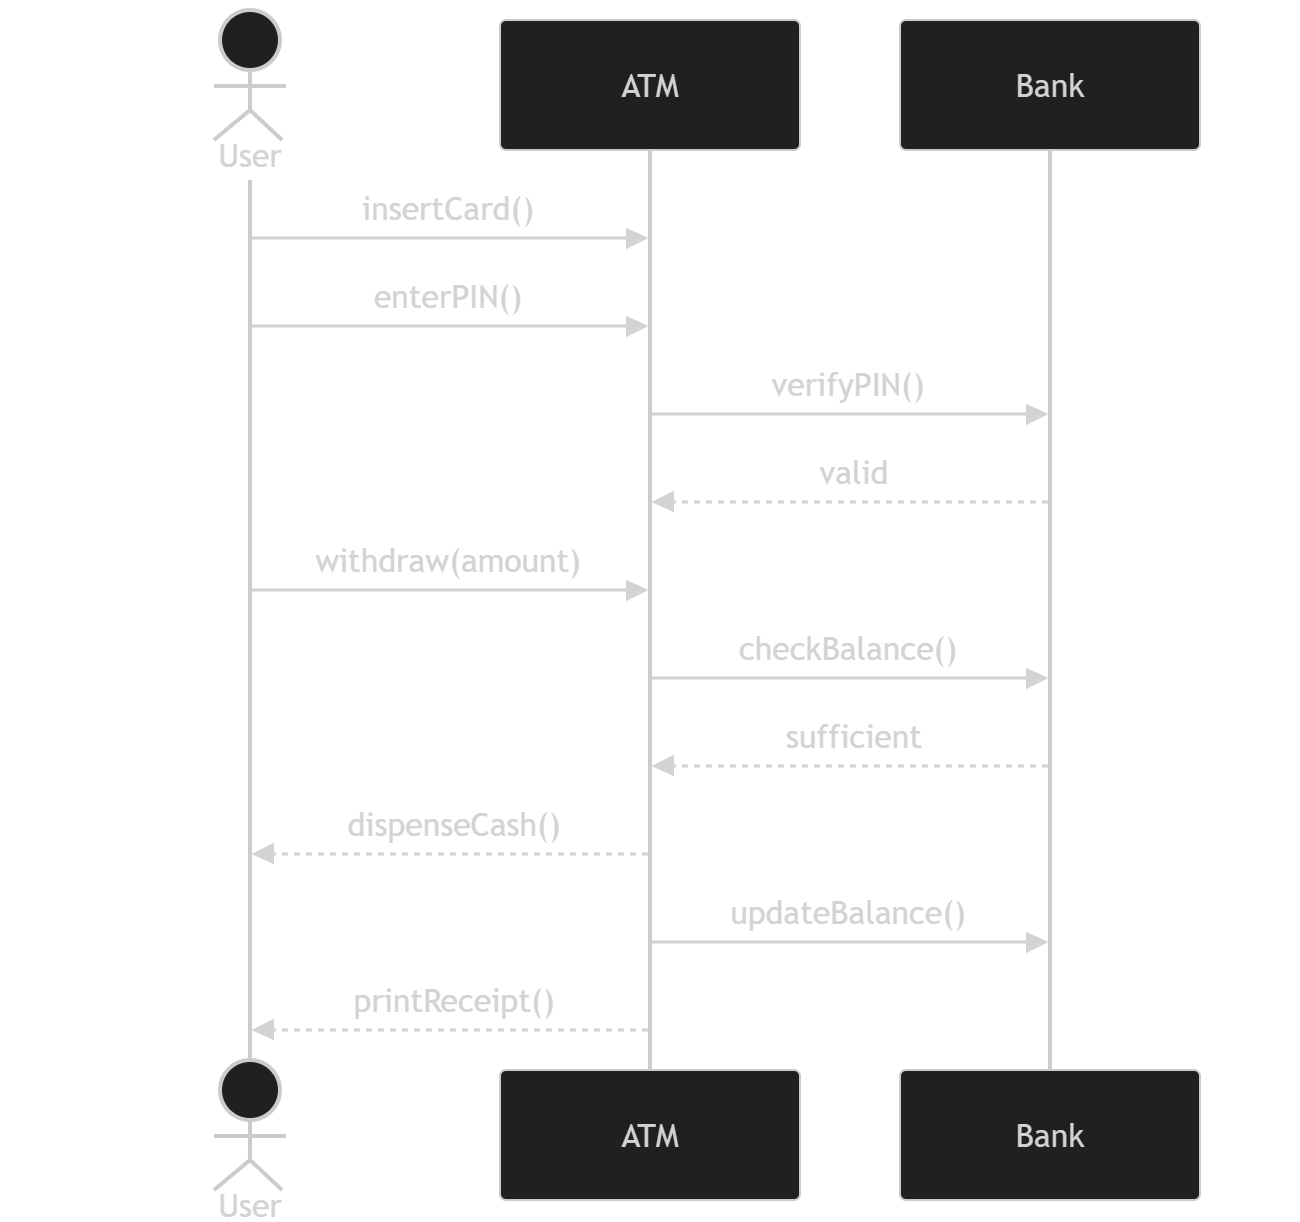 ATM
Bank
User
insertCard()
enterPIN()
verifyPIN()
valid
withdraw(amount)
checkBalance()
sufficient
dispenseCash()
updateBalance()
printReceipt()
ATM
Bank
User